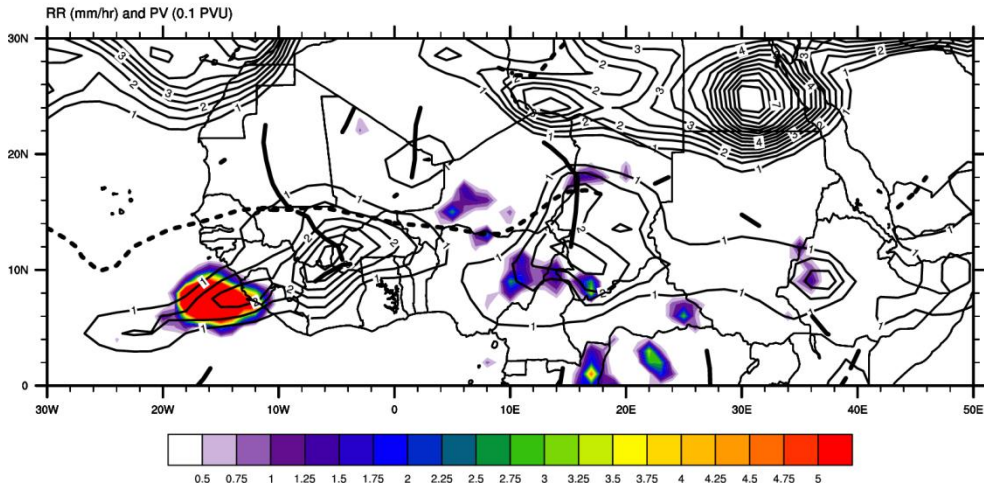 RR (mm/hr) and PV (0.1 PVU)
30N
20N
10N
0
30W 20W 10W 0 10E 20E 30E 40E 50E
0.5 0.75 1 1.25 1.5 1.75 2 2.25 2.5 2.75 3 3.25 3.5 3.75 4 4.25 4.5 4.75 5